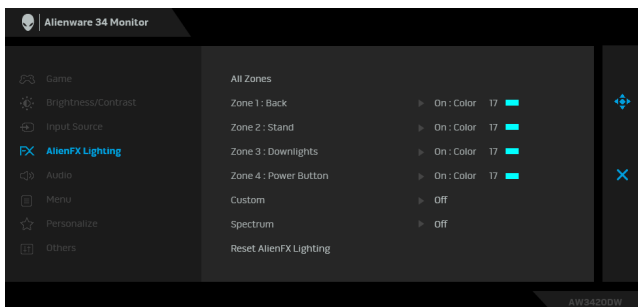 Alienware 34 Monitor
Game
Brightness/Contrast
Input Source
FX AlienFX Lighting
Audio
Menu
Personalize
Others
All Zones
Zone 1 : Back On : Color 17
Zone 2 : Stand On : Color 17
Zone 3 : Downlights On : Color 17
Zone 4 : Power Button On : Color 17
Custom Off
Spectrum Off
Reset AlienFX Lighting
AW3420DW